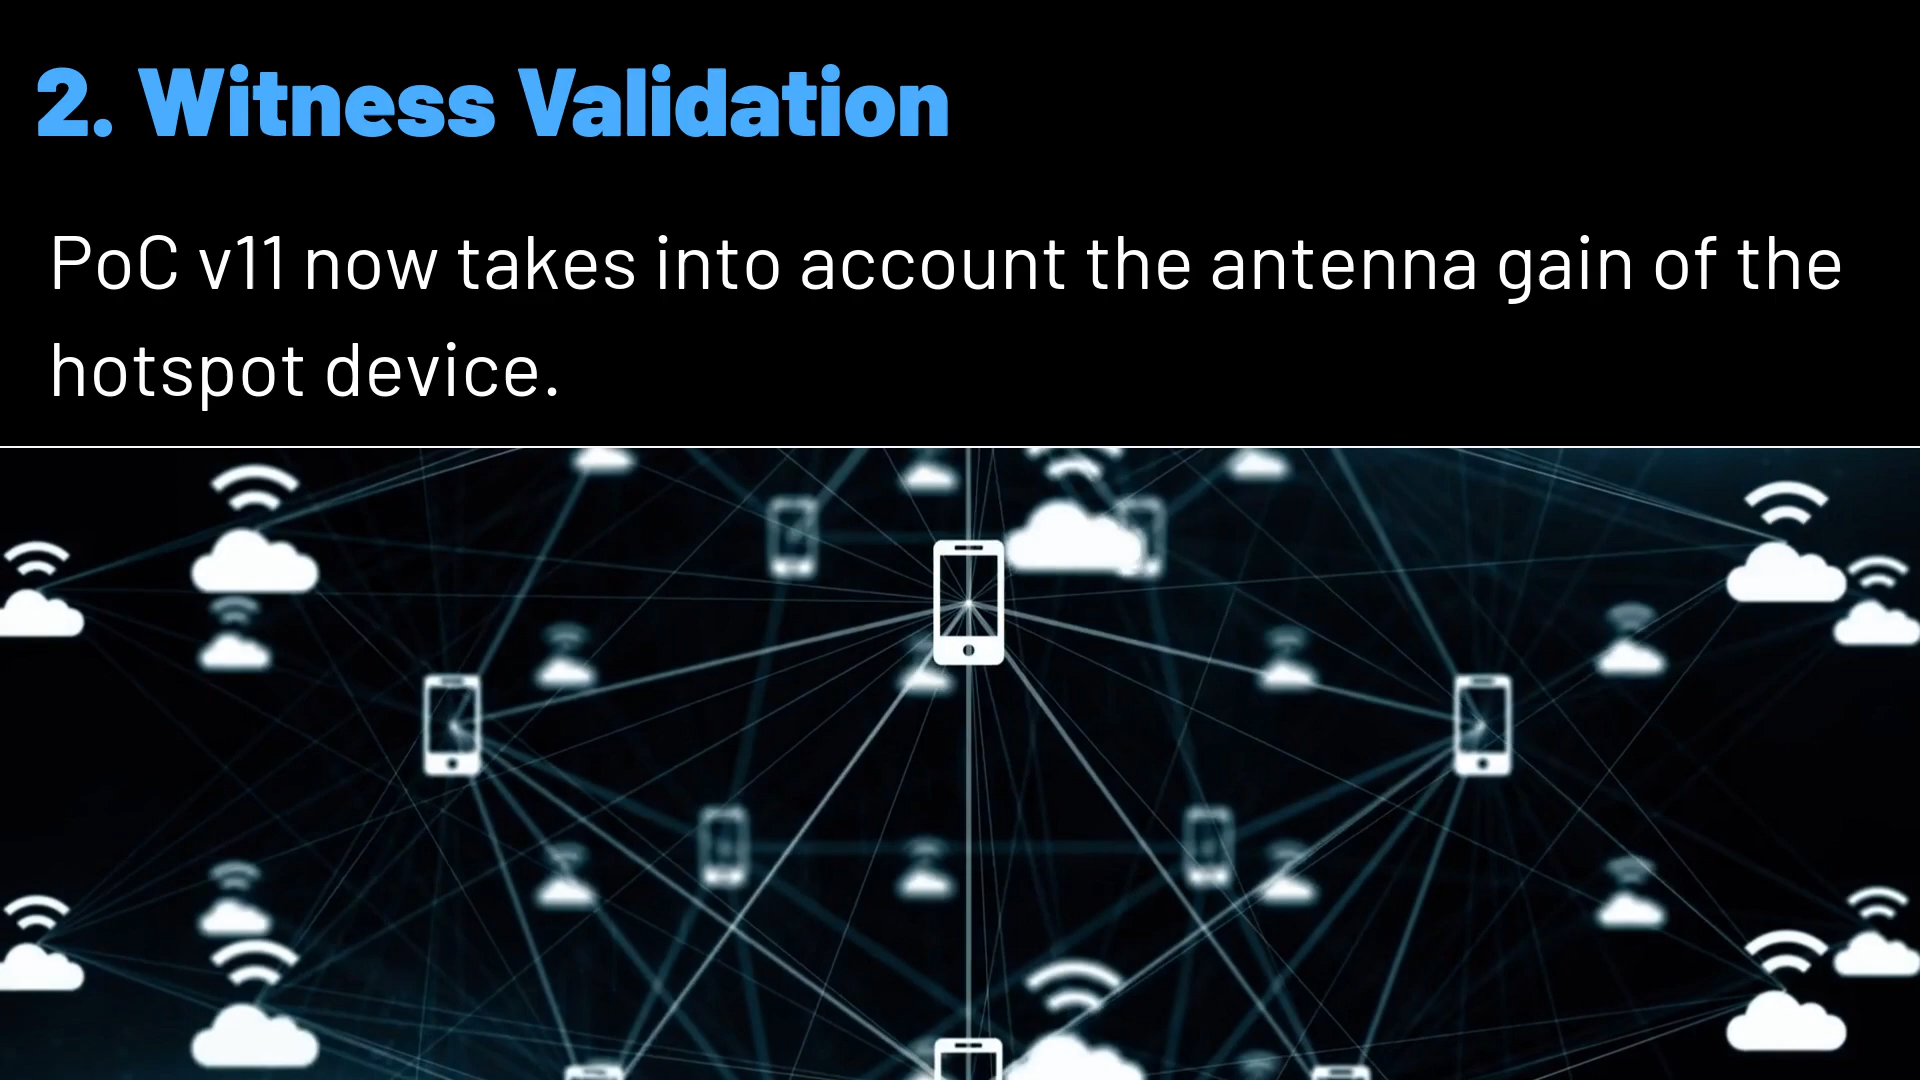 2. Witness Validation
PoC v11 now takes into account the antenna gain of the
hotspot device.